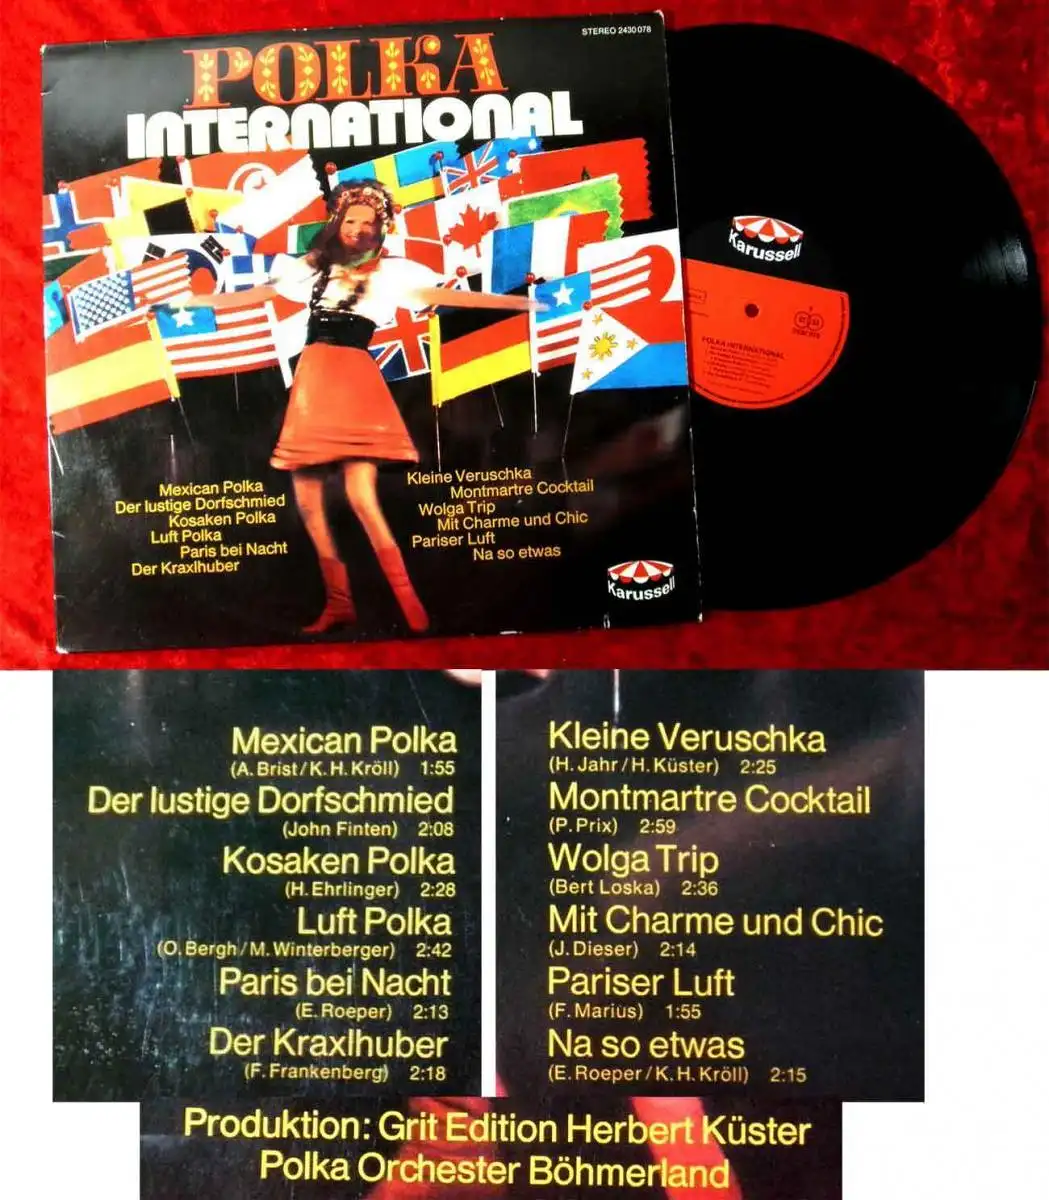 STEREO 2430 078
POLKA
INTERNATIONAL
Mexican Polka
Der lustige Dorfschmied
Kosaken Polka
Luft Polka
Paris bei Nacht
Der Kraxlhuber
Kleine Veruschka
Montmartre Cocktail
Wolga Trip
Mit Charme und Chic
Pariser Luft
Na so etwas
Karussell
Karussell
POLKA INTERNATIONAL
Mexican Polka
(A. Brist/K. H. Kröll) 1:55
Der lustige Dorfschmied
(John Finten) 2:08
Kosaken Polka
(H. Ehrlinger) 2:28
Luft Polka
(O. Bergh/M. Winterberger) 2:42
Paris bei Nacht
(E. Roeper) 2:13
Der Kraxlhuber
(F. Frankenberg) 2:18
Kleine Veruschka
(H. Jahr/H. Küster) 2:25
Montmartre Cocktail
(P. Prix) 2:59
Wolga Trip
(Bert Loska) 2:36
Mit Charme und Chic
(J. Dieser) 2:14
Pariser Luft
(F. Marius) 1:55
Na so etwas
(E. Roeper/K. H. Kröll) 2:15
Produktion: Grit Edition Herbert Küster
Polka Orchester Böhmerland